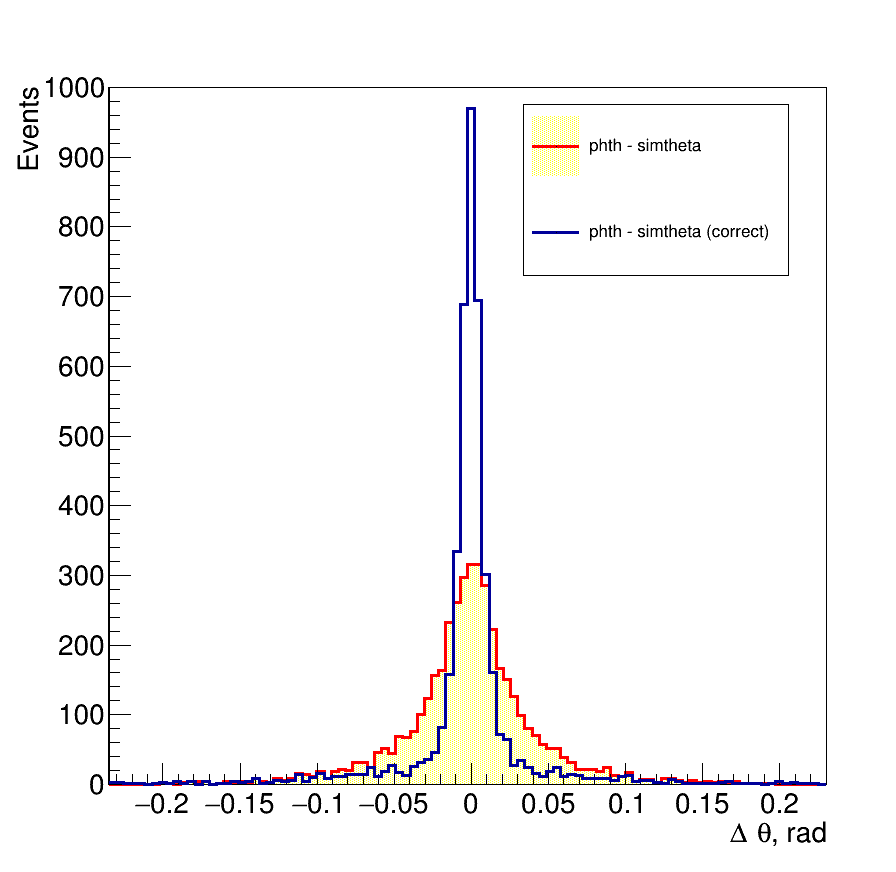 Events
1000
900
800
700
600
500
400
300
200
100
0
phth - simtheta
phth - simtheta (correct)
−0.2 −0.15 −0.1 −0.05 0 0.05 0.1 0.15 0.2
Δ θ, rad